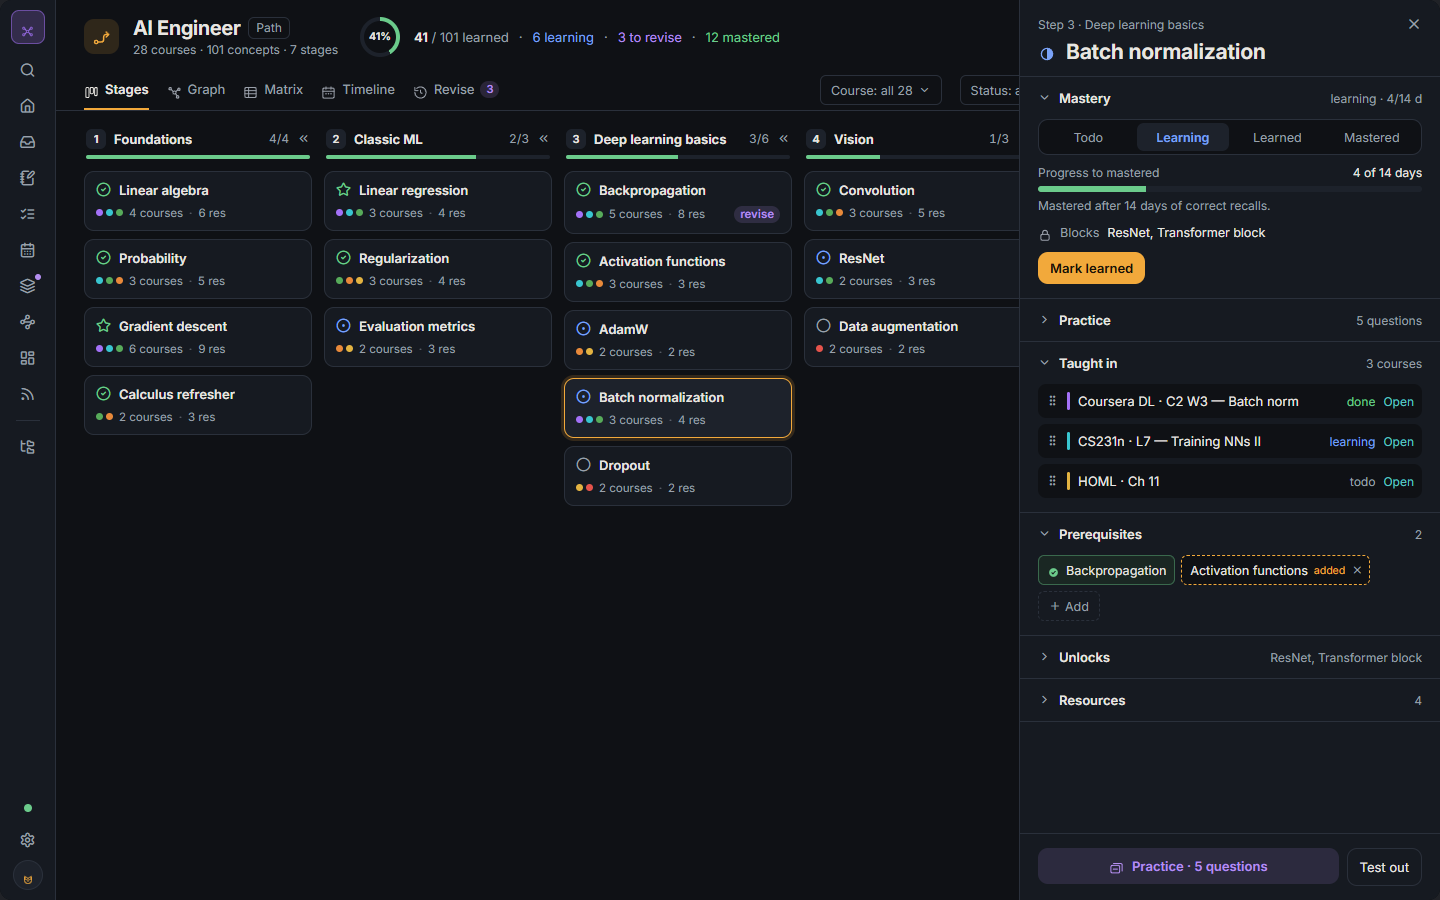 AI Engineer Path
28 courses · 101 concepts · 7 stages
41%
41 / 101 learned · 6 learning · 3 to revise · 12 mastered
Stages Graph Matrix Timeline Revise 3
Course: all 28
Status: a
1 Foundations 4/4
Linear algebra
4 courses · 6 res
Probability
3 courses · 5 res
Gradient descent
6 courses · 9 res
Calculus refresher
2 courses · 3 res
2 Classic ML 2/3
Linear regression
3 courses · 4 res
Regularization
3 courses · 4 res
Evaluation metrics
2 courses · 3 res
3 Deep learning basics 3/6
Backpropagation
5 courses · 8 res revise
Activation functions
3 courses · 3 res
AdamW
2 courses · 2 res
Batch normalization
3 courses · 4 res
Dropout
2 courses · 2 res
4 Vision 1/3
Convolution
3 courses · 5 res
ResNet
2 courses · 3 res
Data augmentation
2 courses · 2 res
Step 3 · Deep learning basics
Batch normalization
Mastery learning · 4/14 d
Todo Learning Learned Mastered
Progress to mastered 4 of 14 days
Mastered after 14 days of correct recalls.
Blocks ResNet, Transformer block
Mark learned
Practice 5 questions
Taught in 3 courses
Coursera DL · C2 W3 — Batch norm done Open
CS231n · L7 — Training NNs II learning Open
HOML · Ch 11 todo Open
Prerequisites 2
Backpropagation
Activation functions added ×
+ Add
Unlocks ResNet, Transformer block
Resources 4
Practice · 5 questions
Test out